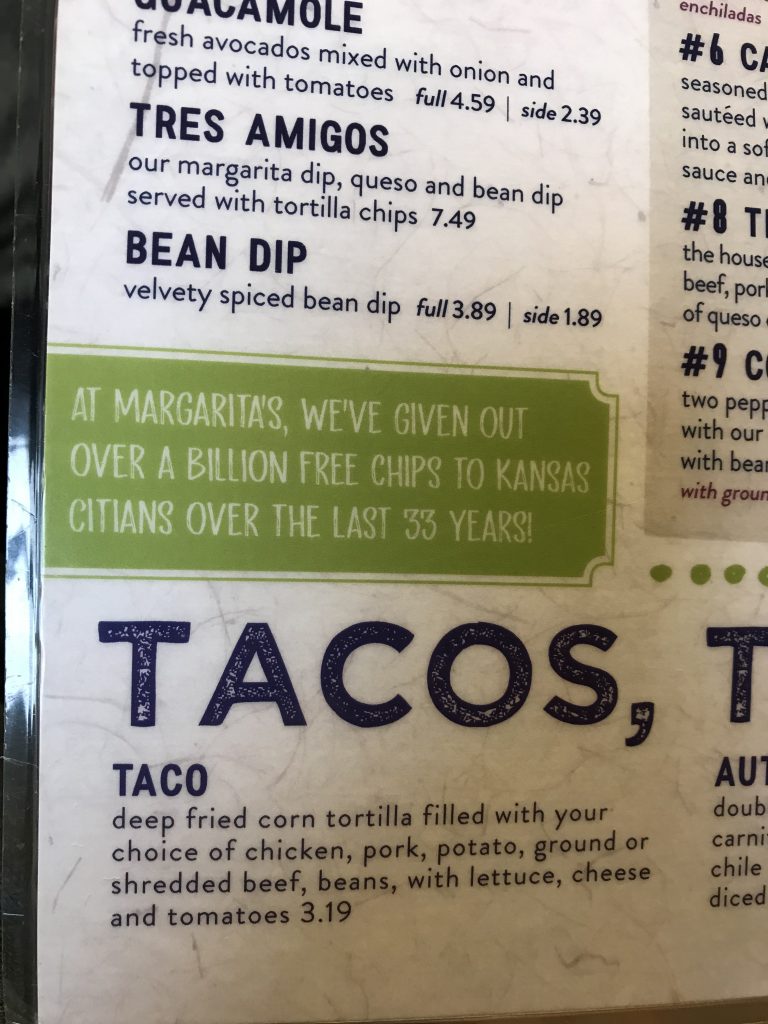 GUACAMOLE
fresh avocados mixed with onion and
topped with tomatoes full 4.59 | side 2.39
TRES AMIGOS
our margarita dip, queso and bean dip
served with tortilla chips 7.49
BEAN DIP
velvety spiced bean dip full 3.89 | side 1.89
AT MARGARITA'S, WE'VE GIVEN OUT
OVER A BILLION FREE CHIPS TO KANSAS
CITIANS OVER THE LAST 33 YEARS!
TACOS, T
TACO
deep fried corn tortilla filled with your
choice of chicken, pork, potato, ground or
shredded beef, beans, with lettuce, cheese
and tomatoes 3.19
enchiladas
#6 CA
seasoned
sautéed
into a
sauce
#8
the house
beef, pork
of queso
#9
two
with our
with
with
AUT
doub
carni
chile
diced